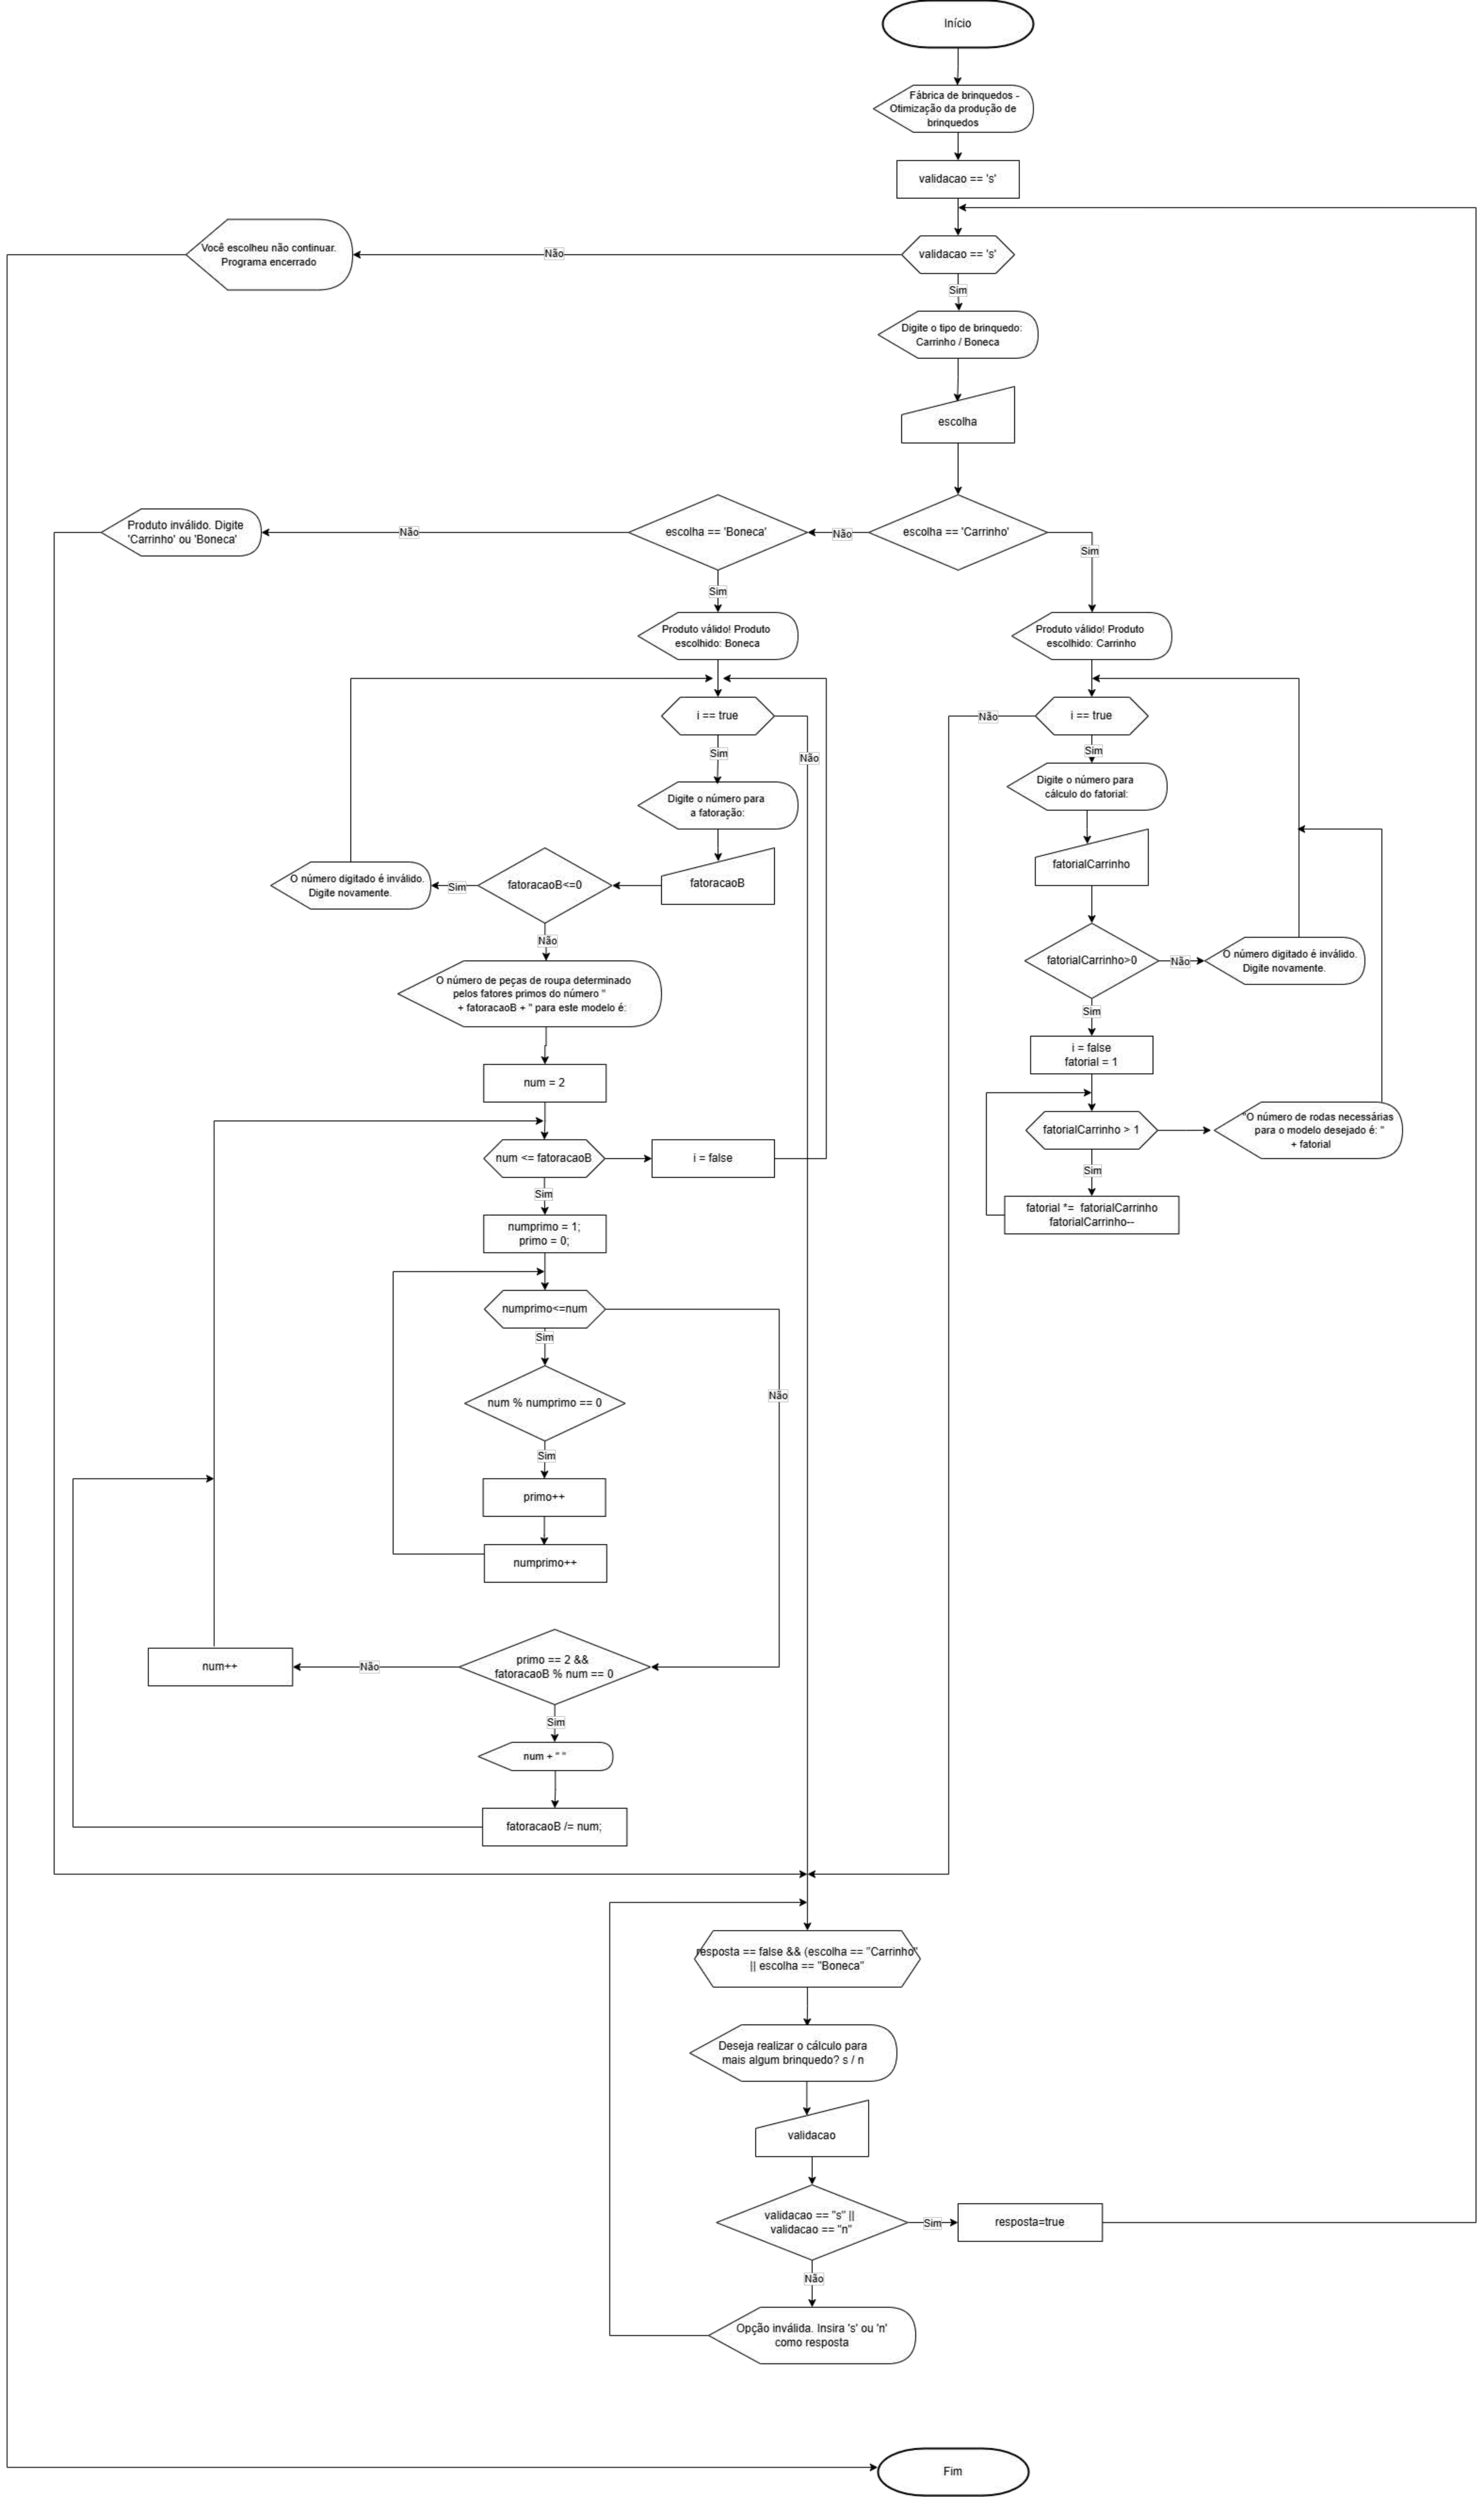 Início
Fábrica de brinquedos -
Otimização da produção de
brinquedos
validacao == 's'
validacao == 's'
Não
Você escolheu não continuar.
Programa encerrado
Sim
Digite o tipo de brinquedo:
Carrinho / Boneca
escolha
escolha == 'Carrinho'
Não
escolha == 'Boneca'
Não
Produto inválido. Digite
'Carrinho' ou 'Boneca'
Sim
Sim
Produto válido! Produto
escolhido: Boneca
Produto válido! Produto
escolhido: Carrinho
i == true
Não
Sim
Digite o número para
a fatoração:
fatoracaoB
fatoracaoB<=0
Sim
O número digitado é inválido.
Digite novamente.
Não
O número de peças de roupa determinado
pelos fatores primos do número "
+ fatoracaoB + " para este modelo é:
num = 2
num <= fatoracaoB
i = false
Sim
numprimo = 1;
primo = 0;
numprimo<=num
Sim
Não
num % numprimo == 0
Sim
primo++
numprimo++
primo == 2 &&
fatoracaoB % num == 0
Não
num++
Sim
num + " "
fatoracaoB /= num;
i == true
Não
Sim
Digite o número para
cálculo do fatorial:
fatorialCarrinho
fatorialCarrinho>0
Não
O número digitado é inválido.
Digite novamente.
Sim
i = false
fatorial = 1
fatorialCarrinho > 1
"O número de rodas necessárias
para o modelo desejado é: "
+ fatorial
Sim
fatorial *= fatorialCarrinho
fatorialCarrinho--
resposta == false && (escolha == "Carrinho"
|| escolha == "Boneca"
Deseja realizar o cálculo para
mais algum brinquedo? s / n
validacao
validacao == "s" ||
validacao == "n"
Sim
resposta=true
Não
Opção inválida. Insira 's' ou 'n'
como resposta
Fim